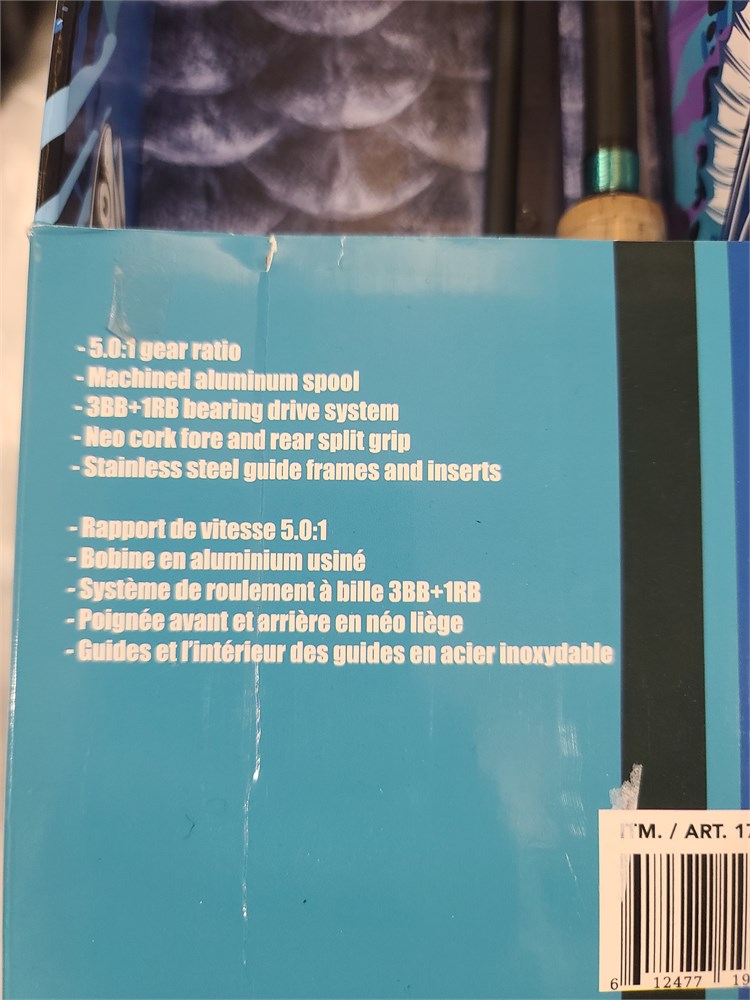 - 5.0:1 gear ratio
- Machined aluminum spool
- 3BB+1RB bearing drive system
- Neo cork fore and rear split grip
- Stainless steel guide frames and inserts
- Rapport de vitesse 5.0:1
- Bobine en aluminium usiné
- Système de roulement à bille 3BB+1RB
- Poignée avant et arrière en néo liège
- Guides et l'intérieur des guides en acier inoxydable
ITM. / ART. 17
6 12477 19